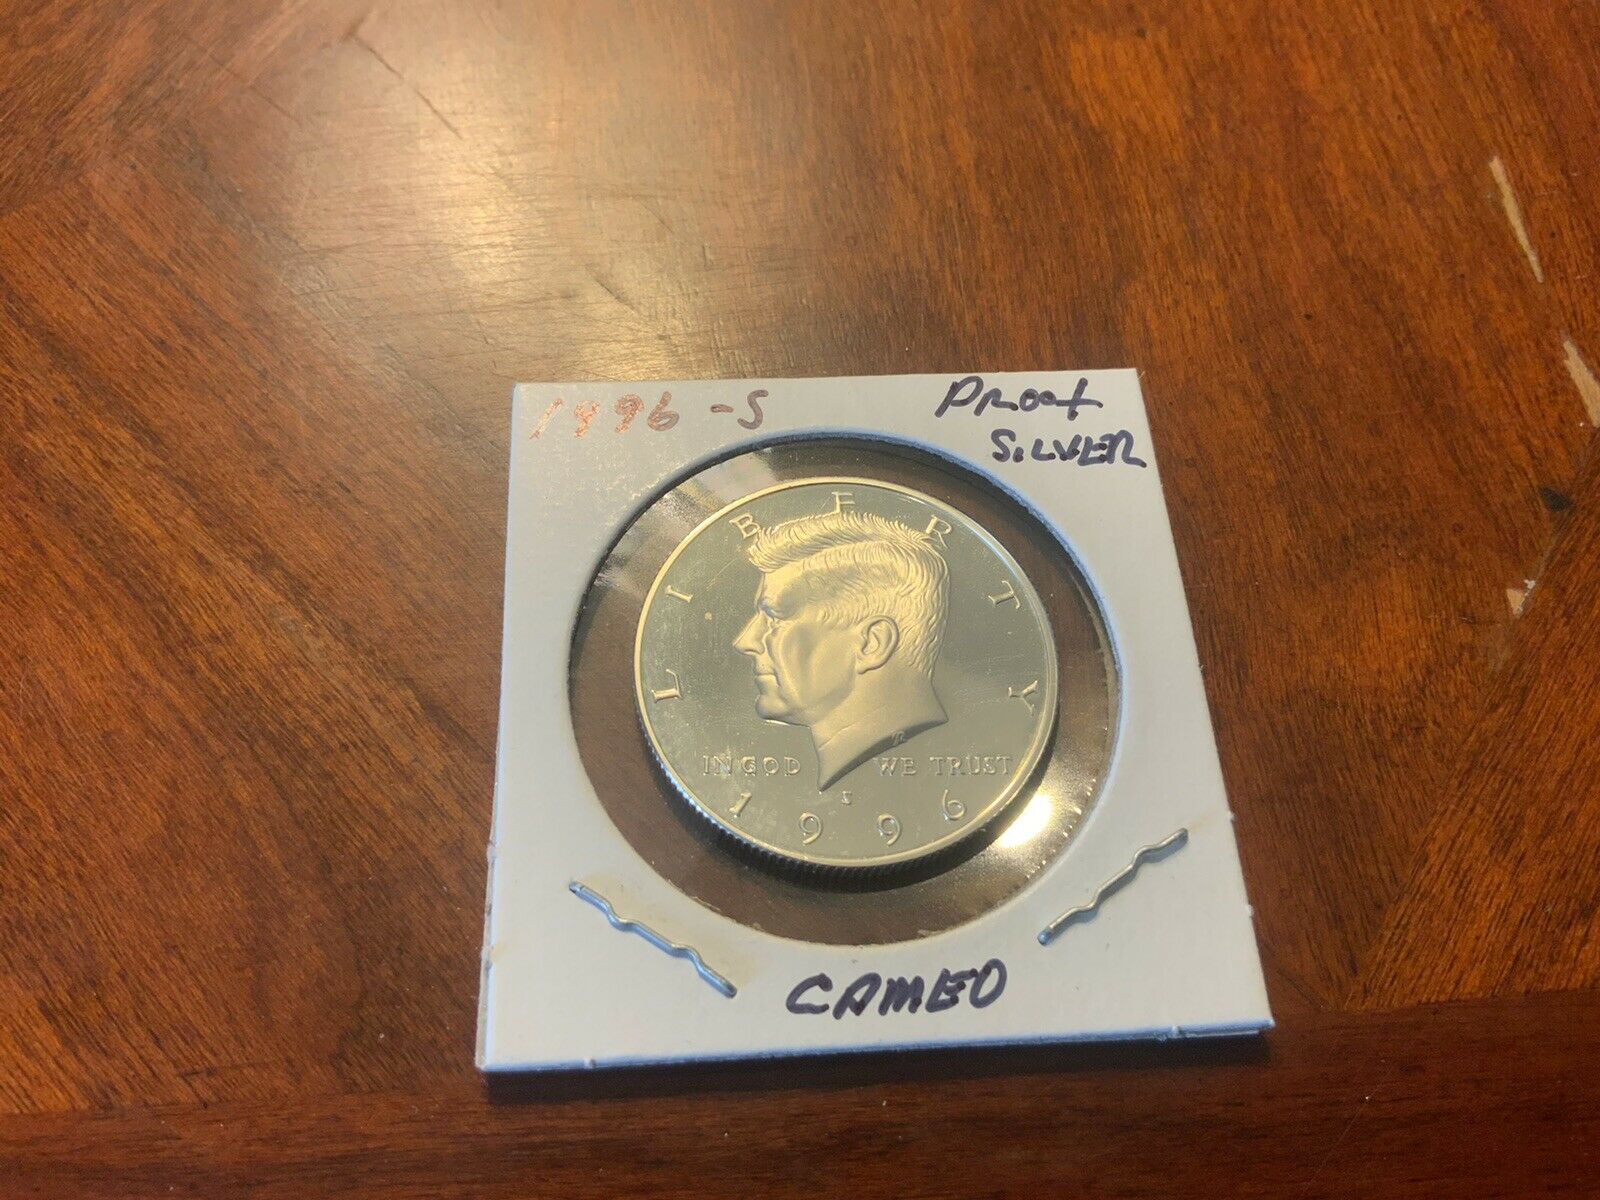 1996 -S
Proof
SILVER
LIBERTY
IN GOD WE TRUST
S
1996
CAMEO